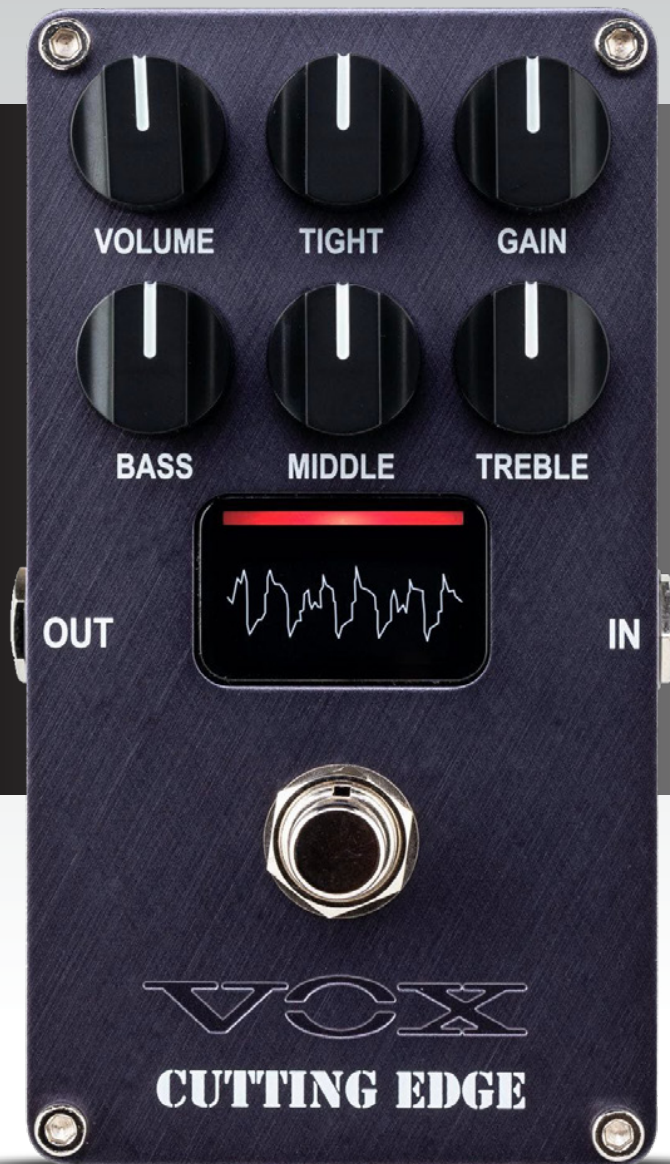 VOLUME TIGHT GAIN
BASS MIDDLE TREBLE
OUT IN
VOX
CUTTING EDGE